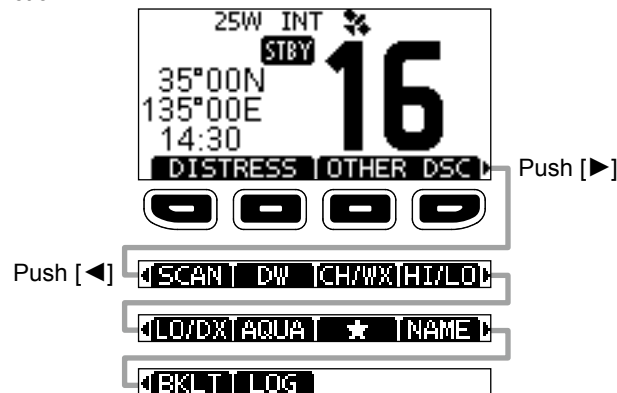 25W INT
STBY
16
35°00N
135°00E
14:30
DISTRESS OTHER DSC
Push [►]
Push [◄]
SCAN DW CH/WX HI/LO
LO/DX AQUA ★ NAME
BKLT LOG